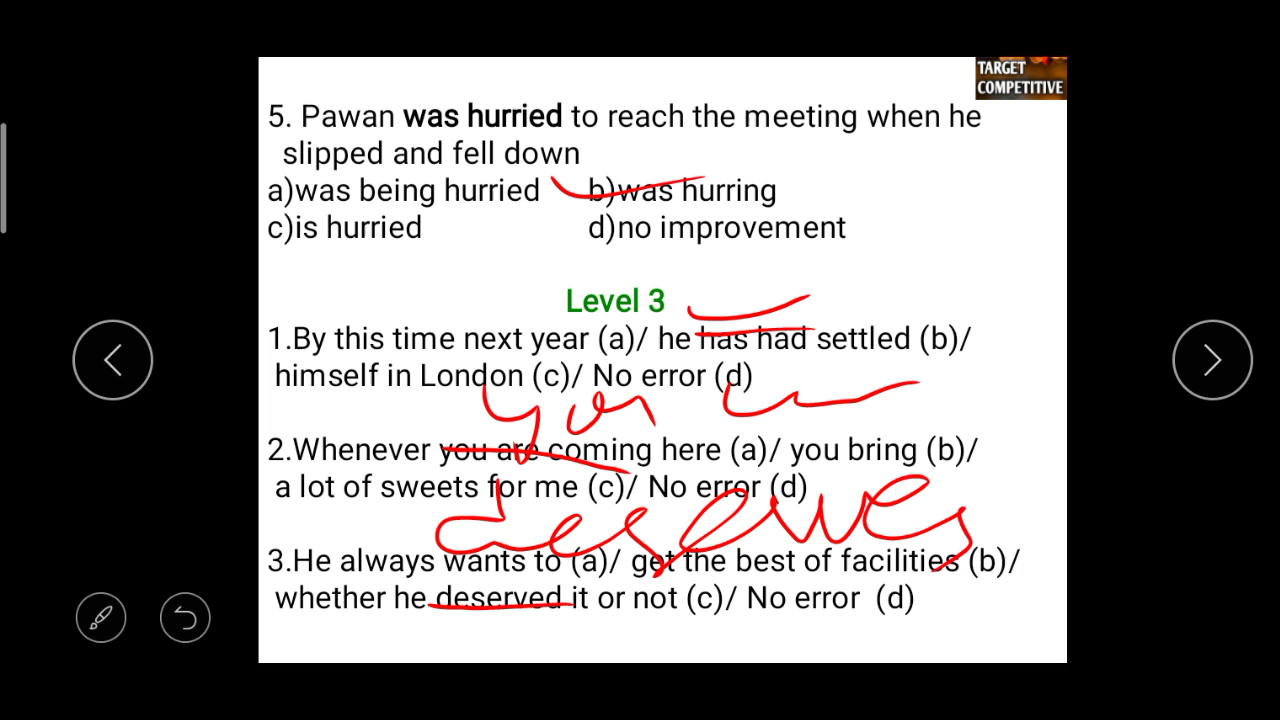 TARGET
COMPETITIVE
5. Pawan was hurried to reach the meeting when he
slipped and fell down
a)was being hurried b)was hurring
c)is hurried d)no improvement
Level 3
1.By this time next year (a)/ he has had settled (b)/
himself in London (c)/ No error (d)
you
2.Whenever you are coming here (a)/ you bring (b)/
a lot of sweets for me (c)/ No error (d)
deserves
3.He always wants to (a)/ get the best of facilities (b)/
whether he deserved it or not (c)/ No error (d)